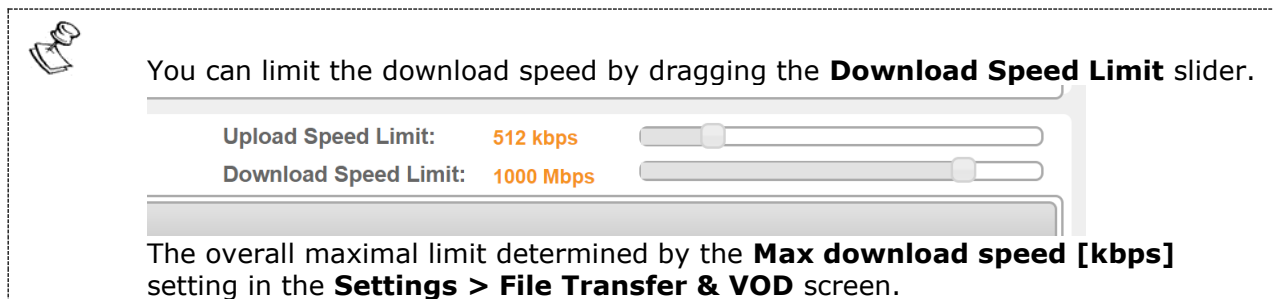 You can limit the download speed by dragging the Download Speed Limit slider.
Upload Speed Limit: 512 kbps
Download Speed Limit: 1000 Mbps
The overall maximal limit determined by the Max download speed [kbps]
setting in the Settings > File Transfer & VOD screen.